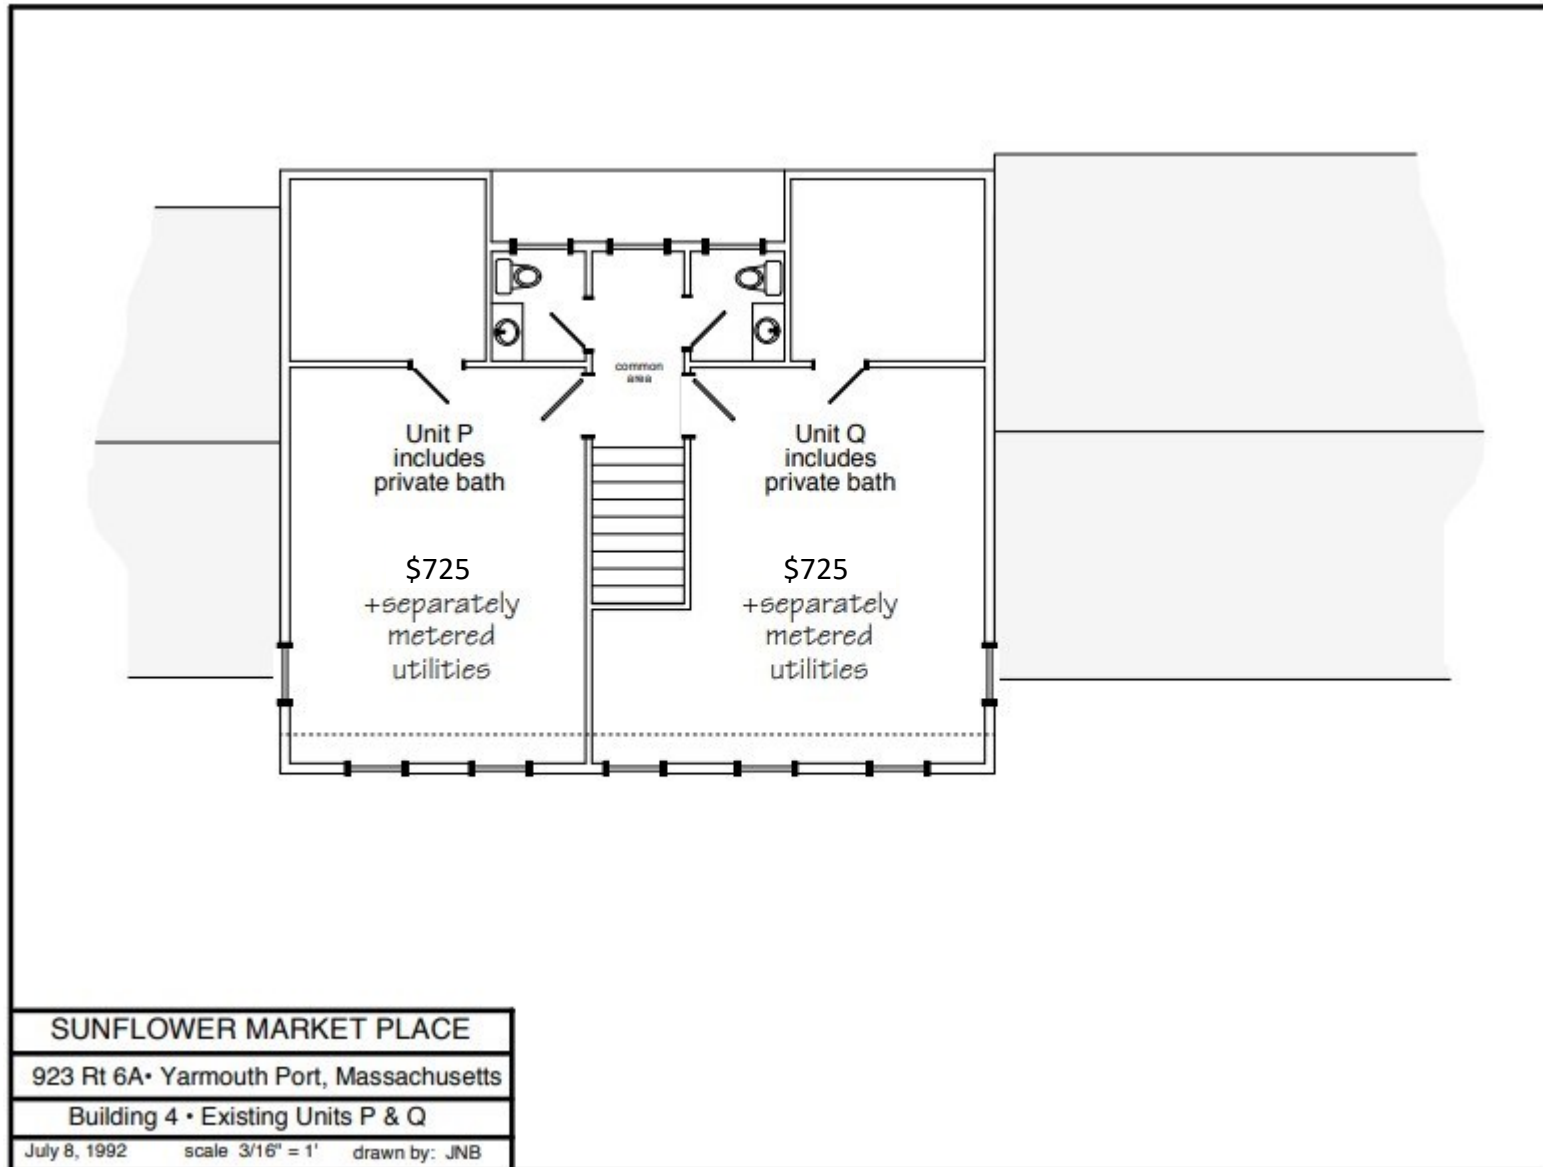 common
area
Unit P
includes
private bath
$725
+separately
metered
utilities
Unit Q
includes
private bath
$725
+separately
metered
utilities
SUNFLOWER MARKET PLACE
923 Rt 6A• Yarmouth Port, Massachusetts
Building 4 • Existing Units P & Q
July 8, 1992 scale 3/16" = 1' drawn by: JNB